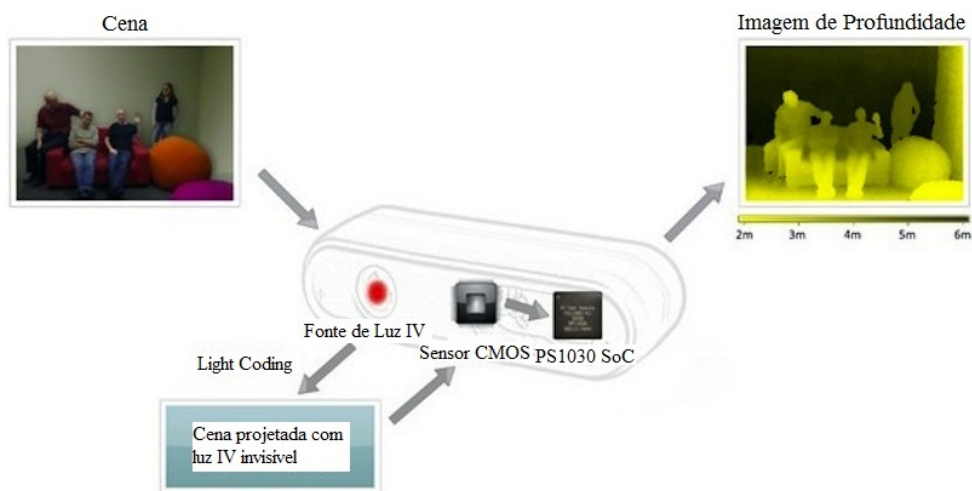 Cena
Imagem de Profundidade
2m 3m 4m 5m 6m
Fonte de Luz IV
Sensor CMOS
PS1030 SoC
Light Coding
Cena projetada com
luz IV invisível